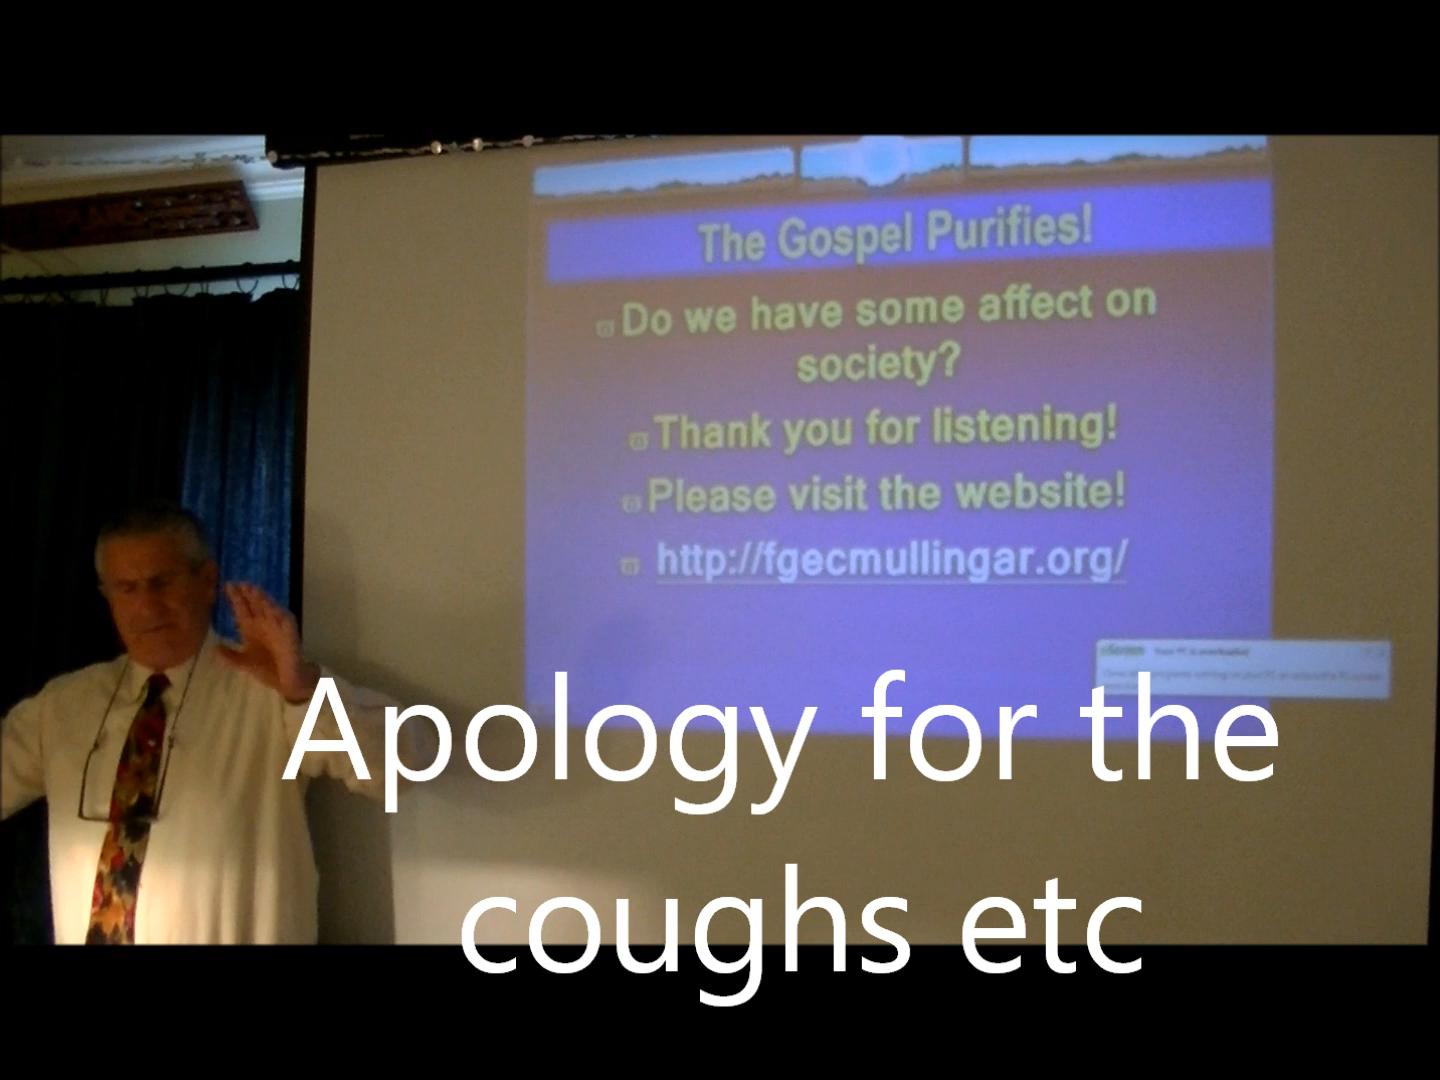 The Gospel Purifies!
Do we have some affect on
society?
Thank you for listening!
Please visit the website!
http://fgecmullingar.org/
Apology for the
coughs etc